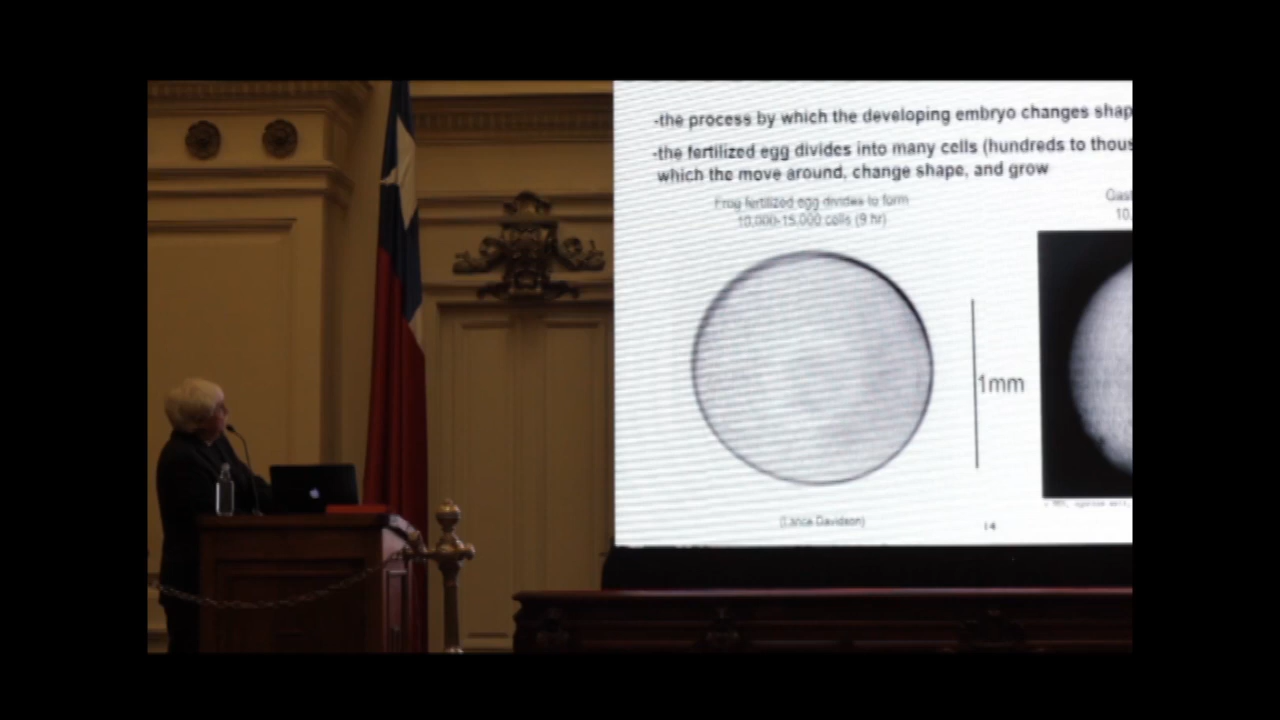 -the process by which the developing embryo changes shap
-the fertilized egg divides into many cells (hundreds to thous
which the move around, change shape, and grow
Frog fertilized egg divides to form
10,000-15,000 cells (9 hr)
Gast
10,
1mm
(Lance Davidson)
14